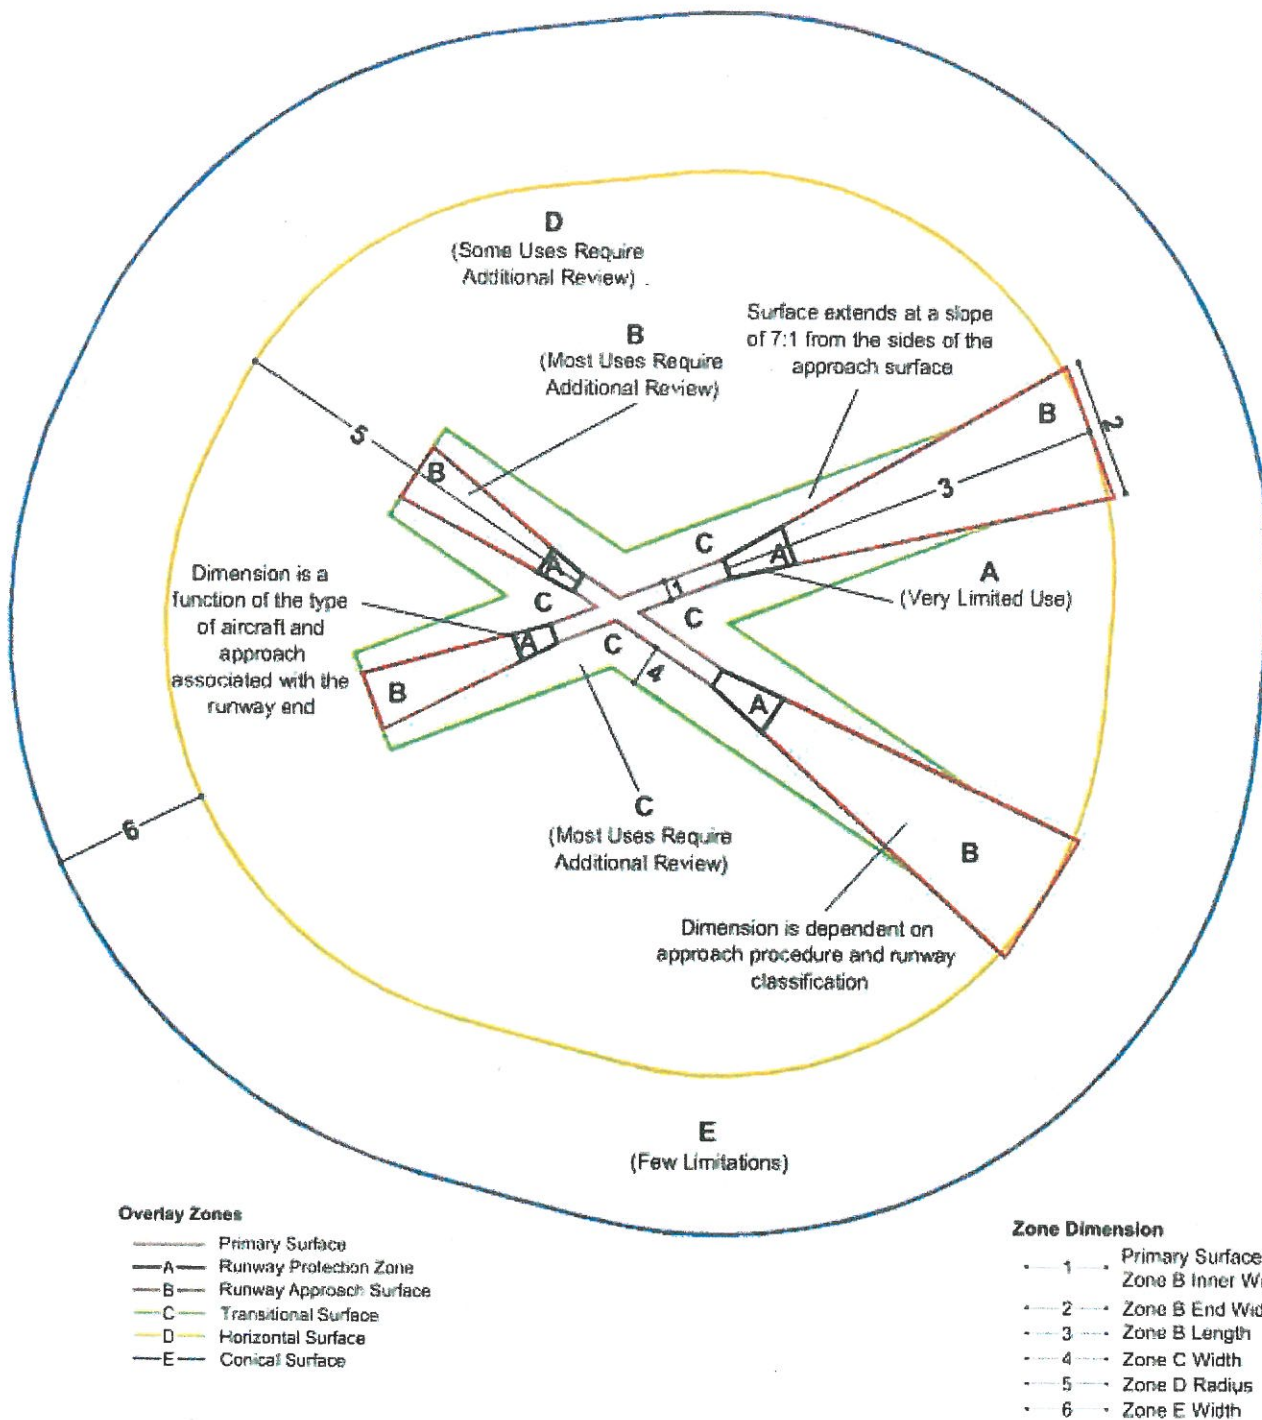 D
(Some Uses Require
Additional Review)
B
(Most Uses Require
Additional Review)
Surface extends at a slope
of 7:1 from the sides of the
approach surface
B
2
5
B
3
C
A
A
A
(Very Limited Use)
Dimension is a
function of the type
of aircraft and
approach
associated with the
runway end
1
C
C
C
A
4
B
A
C
(Most Uses Require
Additional Review)
6
B
Dimension is dependent on
approach procedure and runway
classification
E
(Few Limitations)
Overlay Zones
Primary Surface
A Runway Protection Zone
B Runway Approach Surface
C Transitional Surface
D Horizontal Surface
E Conical Surface
Zone Dimension
1 Primary Surface
Zone B Inner
2 Zone B End
3 Zone B Length
4 Zone C Width
5 Zone D Radius
6 Zone E Width